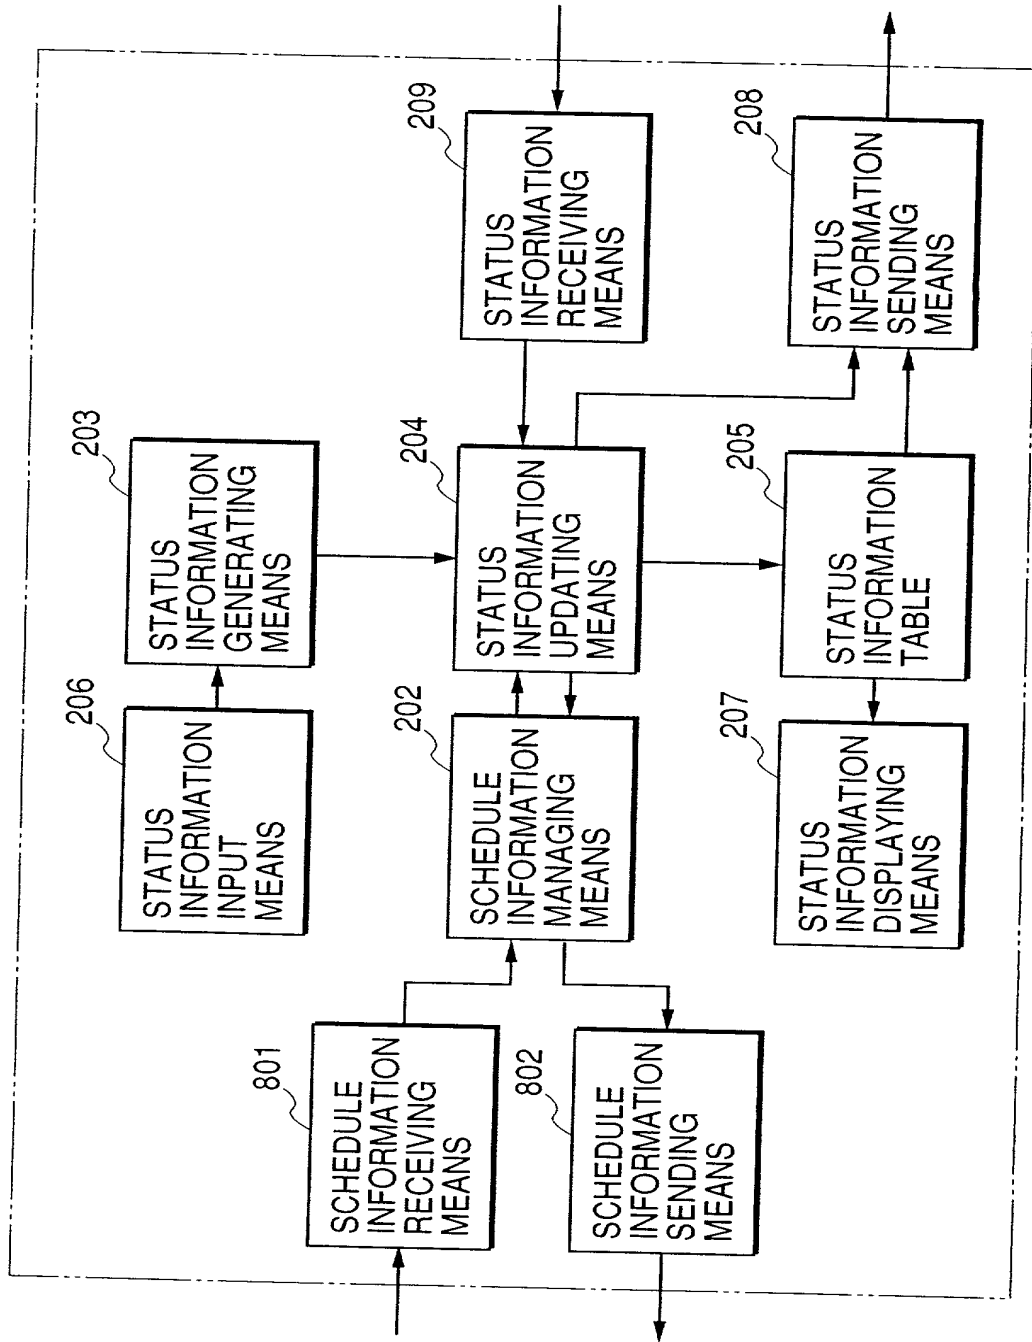 801
SCHEDULE
INFORMATION
RECEIVING
MEANS
802
SCHEDULE
INFORMATION
SENDING
MEANS
206
STATUS
INFORMATION
INPUT
MEANS
202
SCHEDULE
INFORMATION
MANAGING
MEANS
207
STATUS
INFORMATION
DISPLAYING
MEANS
203
STATUS
INFORMATION
GENERATING
MEANS
204
STATUS
INFORMATION
UPDATING
MEANS
205
STATUS
INFORMATION
TABLE
209
STATUS
INFORMATION
RECEIVING
MEANS
208
STATUS
INFORMATION
SENDING
MEANS